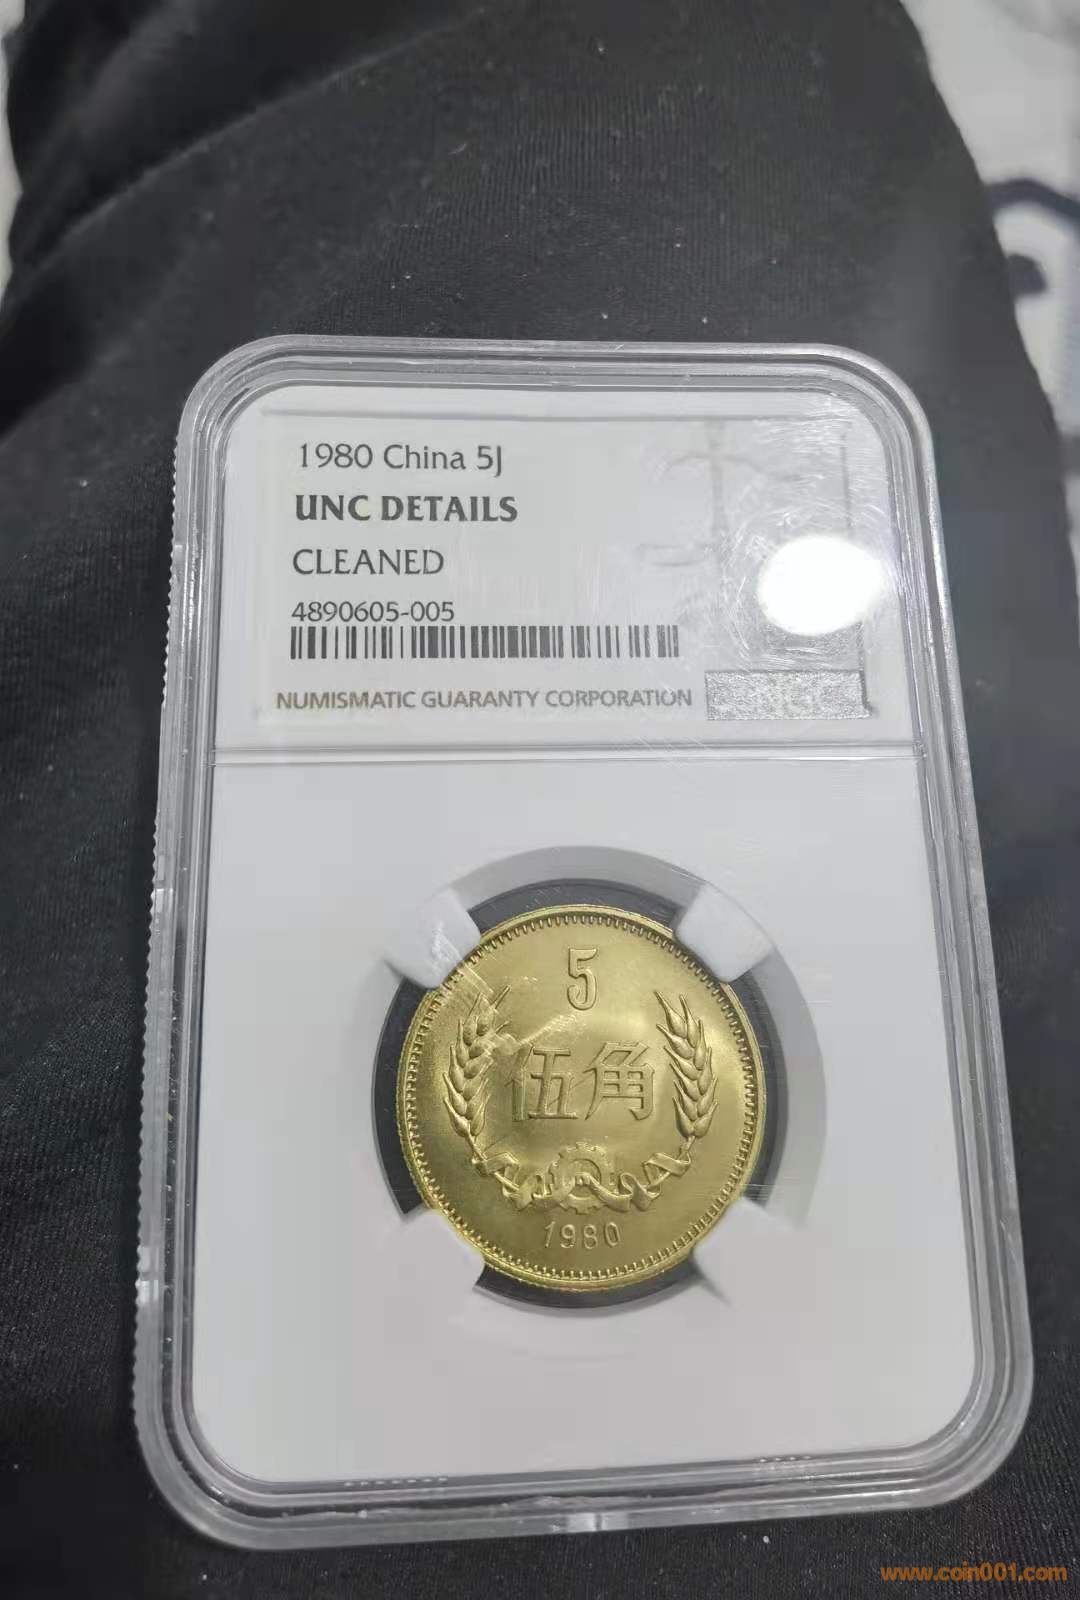 1980 China 5J
UNC DETAILS
CLEANED
4890605-005
NUMISMATIC GUARANTY CORPORATION
5
伍角
1980
www.coin001.com